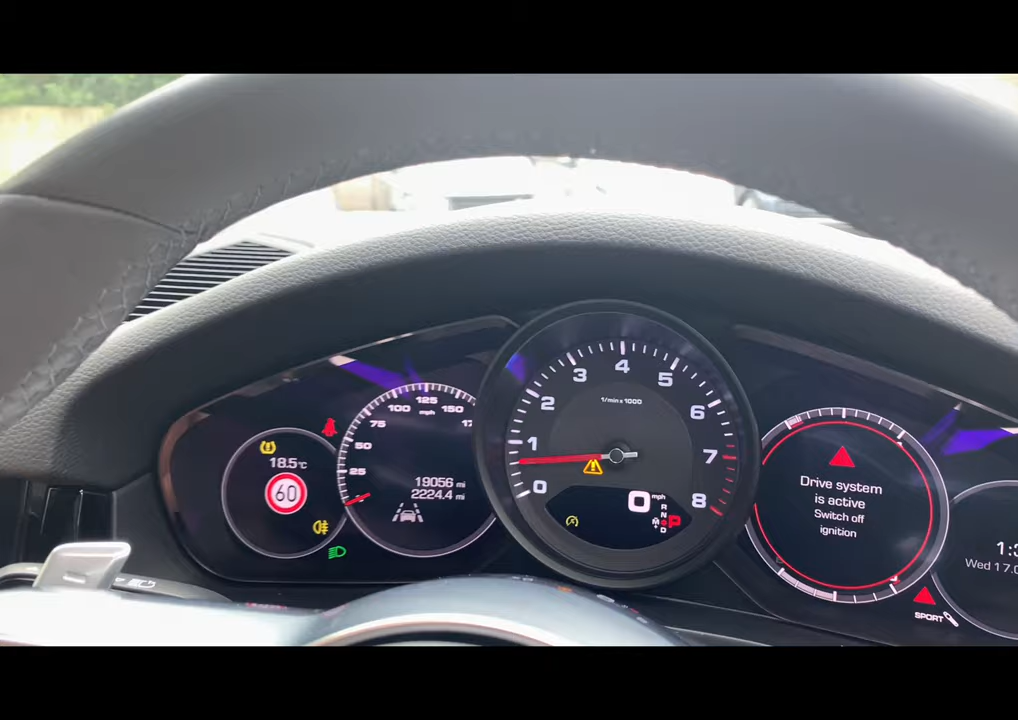 18.5°C
60
25
50
75
100
125
150
mph
19056 mi
2224.4 mi
0
1
2
3
4
5
6
7
8
1/min x 1000
0 mph
R
N
D
M
P
Drive system
is active
Switch off
ignition
Wed 17.0
SPORT